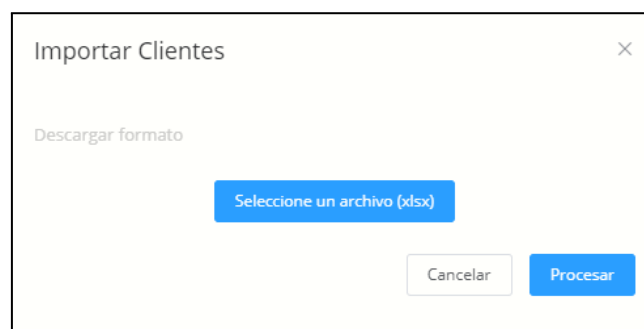 Importar Clientes
Descargar formato
Seleccione un archivo (xlsx)
Cancelar
Procesar